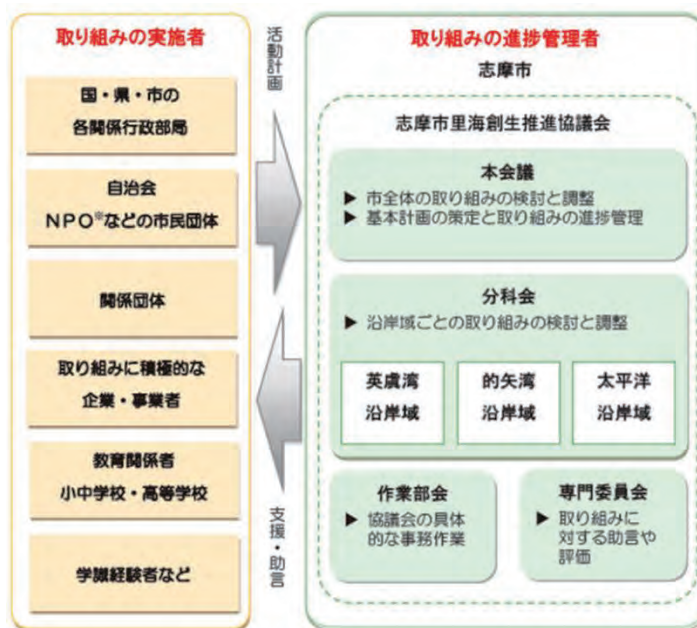 取り組みの実施者
国・県・市の
各関係行政部局
自治会
NPO※などの市民団体
関係団体
取り組みに積極的な
企業・事業者
教育関係者
小中学校・高等学校
学識経験者など
活動計画
支援・助言
取り組みの進捗管理者
志摩市
志摩市里海創生推進協議会
本会議
▶ 市全体の取り組みの検討と調整
▶ 基本計画の策定と取り組みの進捗管理
分科会
▶ 沿岸域ごとの取り組みの検討と調整
英虞湾
沿岸域
的矢湾
沿岸域
太平洋
沿岸域
作業部会
▶ 協議会の具体
的な事務作業
専門委員会
▶ 取り組みに
対する助言や
評価